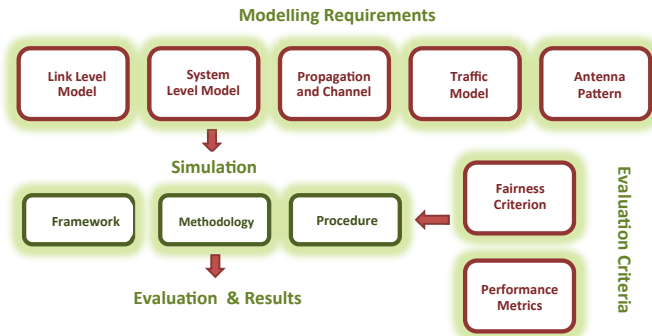 Modelling Requirements
Link Level
Model
System
Level Model
Propagation
and Channel
Traffic
Model
Antenna
Pattern
Simulation
Framework
Methodology
Procedure
Fairness
Criterion
Performance
Metrics
Evaluation Criteria
Evaluation & Results